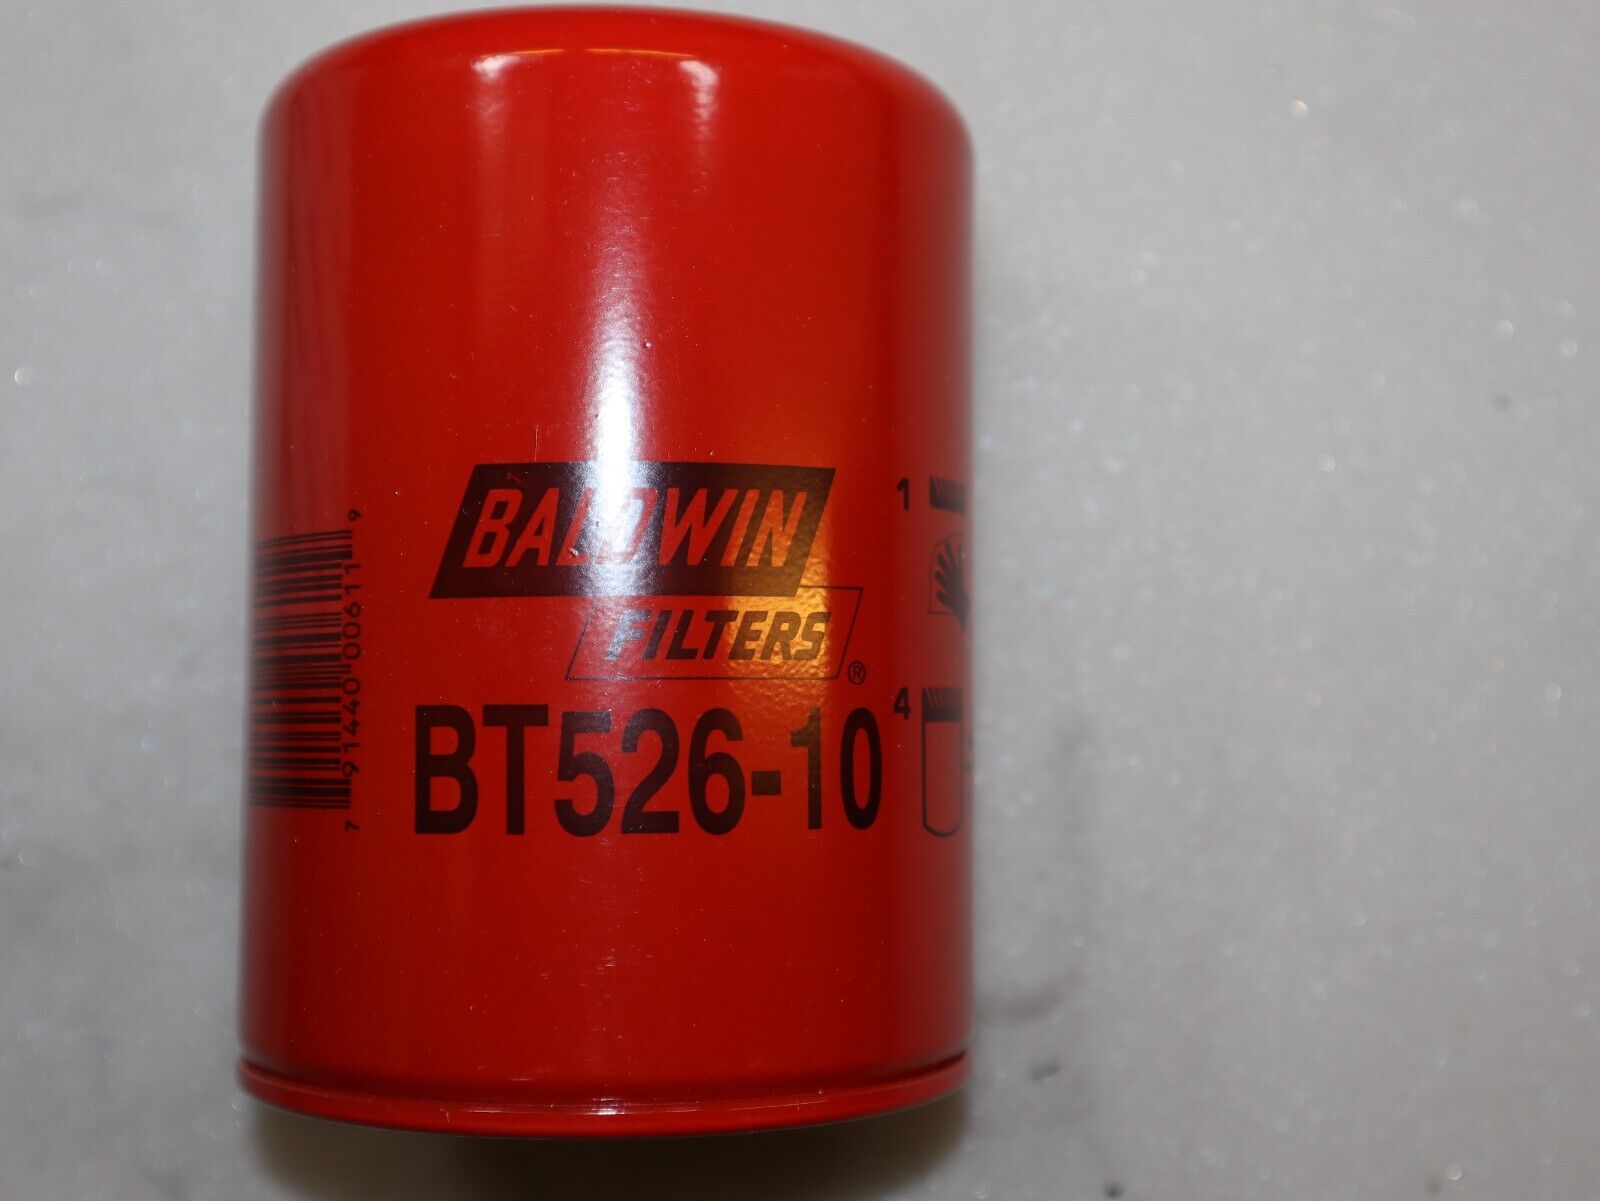 BALDWIN
FILTERS®
BT526-10
7 91440 00611 9
1
4